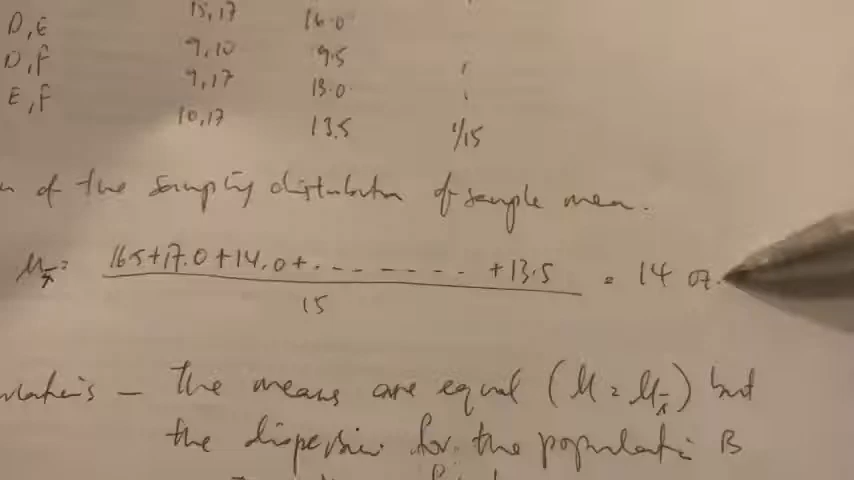 15,17 16.0
D,E 9,10 9.5
D,F 9,17 13.0
E,F 10,17 13.5 1/15
of the sampling distribution of sample mean.
μx̄ = 16.5+17.0+14.0+.- - - - - - - +13.5 = 14 oz.
15
– the means are equal (μ = μx̄) but
the dispersion for the population B